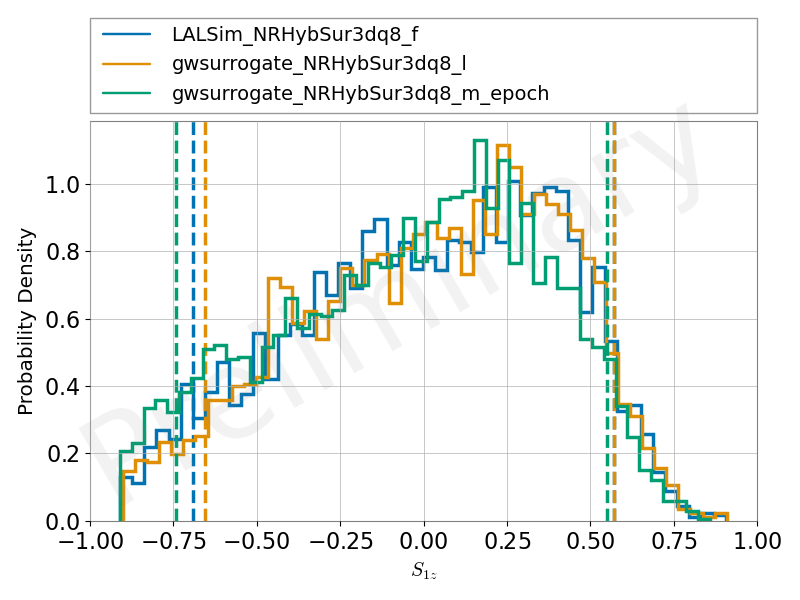 LALSim_NRHybSur3dq8_f
gwsurrogate_NRHybSur3dq8_l
gwsurrogate_NRHybSur3dq8_m_epoch
Preliminary
Probability Density
1.0
0.8
0.6
0.4
0.2
0.0
−1.00 −0.75 −0.50 −0.25 0.00 0.25 0.50 0.75 1.00
S1z